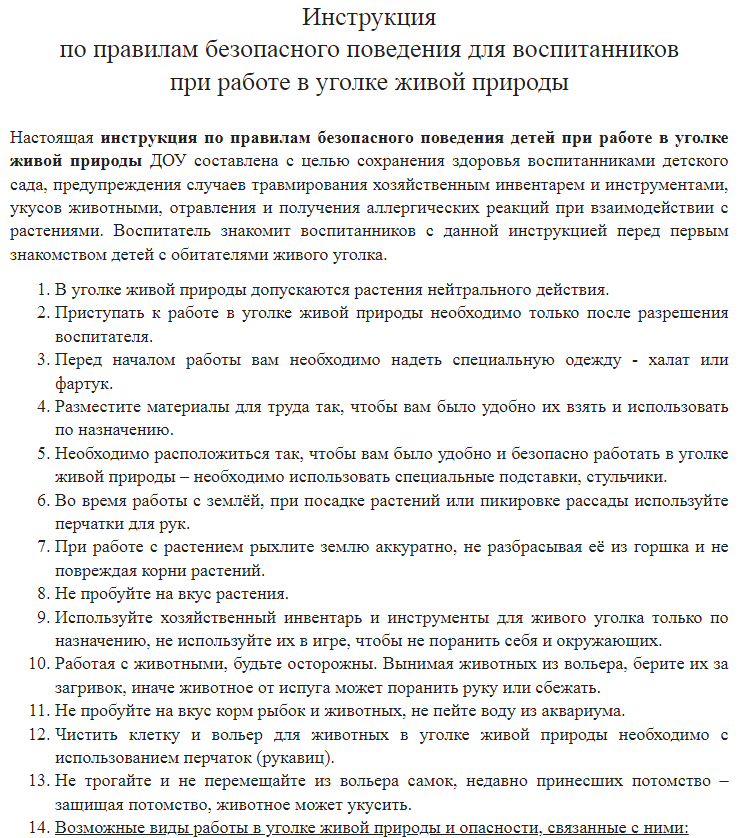 Инструкция
по правилам безопасного поведения для воспитанников
при работе в уголке живой природы
Настоящая инструкция по правилам безопасного поведения детей при работе в уголке
живой природы ДОУ составлена с целью сохранения здоровья воспитанниками детского
сада, предупреждения случаев травмирования хозяйственным инвентарем и инструментами,
укусов животными, отравления и получения аллергических реакций при взаимодействии с
растениями. Воспитатель знакомит воспитанников с данной инструкцией перед первым
знакомством детей с обитателями живого уголка.
1. В уголке живой природы допускаются растения нейтрального действия.
2. Приступать к работе в уголке живой природы необходимо только после разрешения
воспитателя.
3. Перед началом работы вам необходимо надеть специальную одежду - халат или
фартук.
4. Разместите материалы для труда так, чтобы вам было удобно их взять и использовать
по назначению.
5. Необходимо расположиться так, чтобы вам было удобно и безопасно работать в уголке
живой природы – необходимо использовать специальные подставки, стульчики.
6. Во время работы с землёй, при посадке растений или пикировке рассады используйте
перчатки для рук.
7. При работе с растением рыхлите землю аккуратно, не разбрасывая её из горшка и не
повреждая корни растений.
8. Не пробуйте на вкус растения.
9. Используйте хозяйственный инвентарь и инструменты для живого уголка только по
назначению, не используйте их в игре, чтобы не поранить себя и окружающих.
10. Работая с животными, будьте осторожны. Вынимая животных из вольера, берите их за
загривок, иначе животное от испуга может поранить руку или сбежать.
11. Не пробуйте на вкус корм рыбок и животных, не пейте воду из аквариума.
12. Чистить клетку и вольер для животных в уголке живой природы необходимо с
использованием перчаток (рукавиц).
13. Не трогайте и не перемещайте из вольера самок, недавно принесших потомство –
защищая потомство, животное может укусить.
14. Возможные виды работы в уголке живой природы и опасности, связанные с ними: